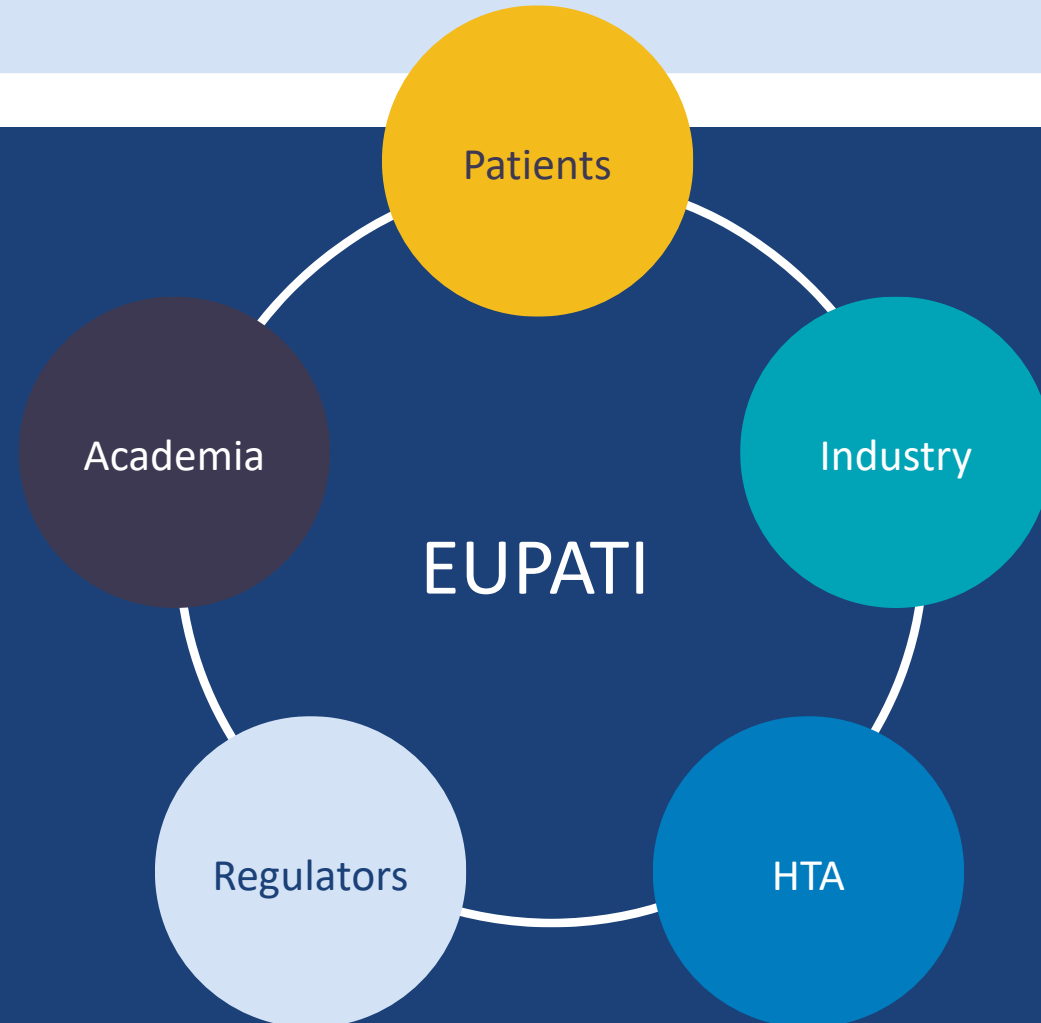 Patients
Academia
Industry
EUPATI
Regulators
HTA